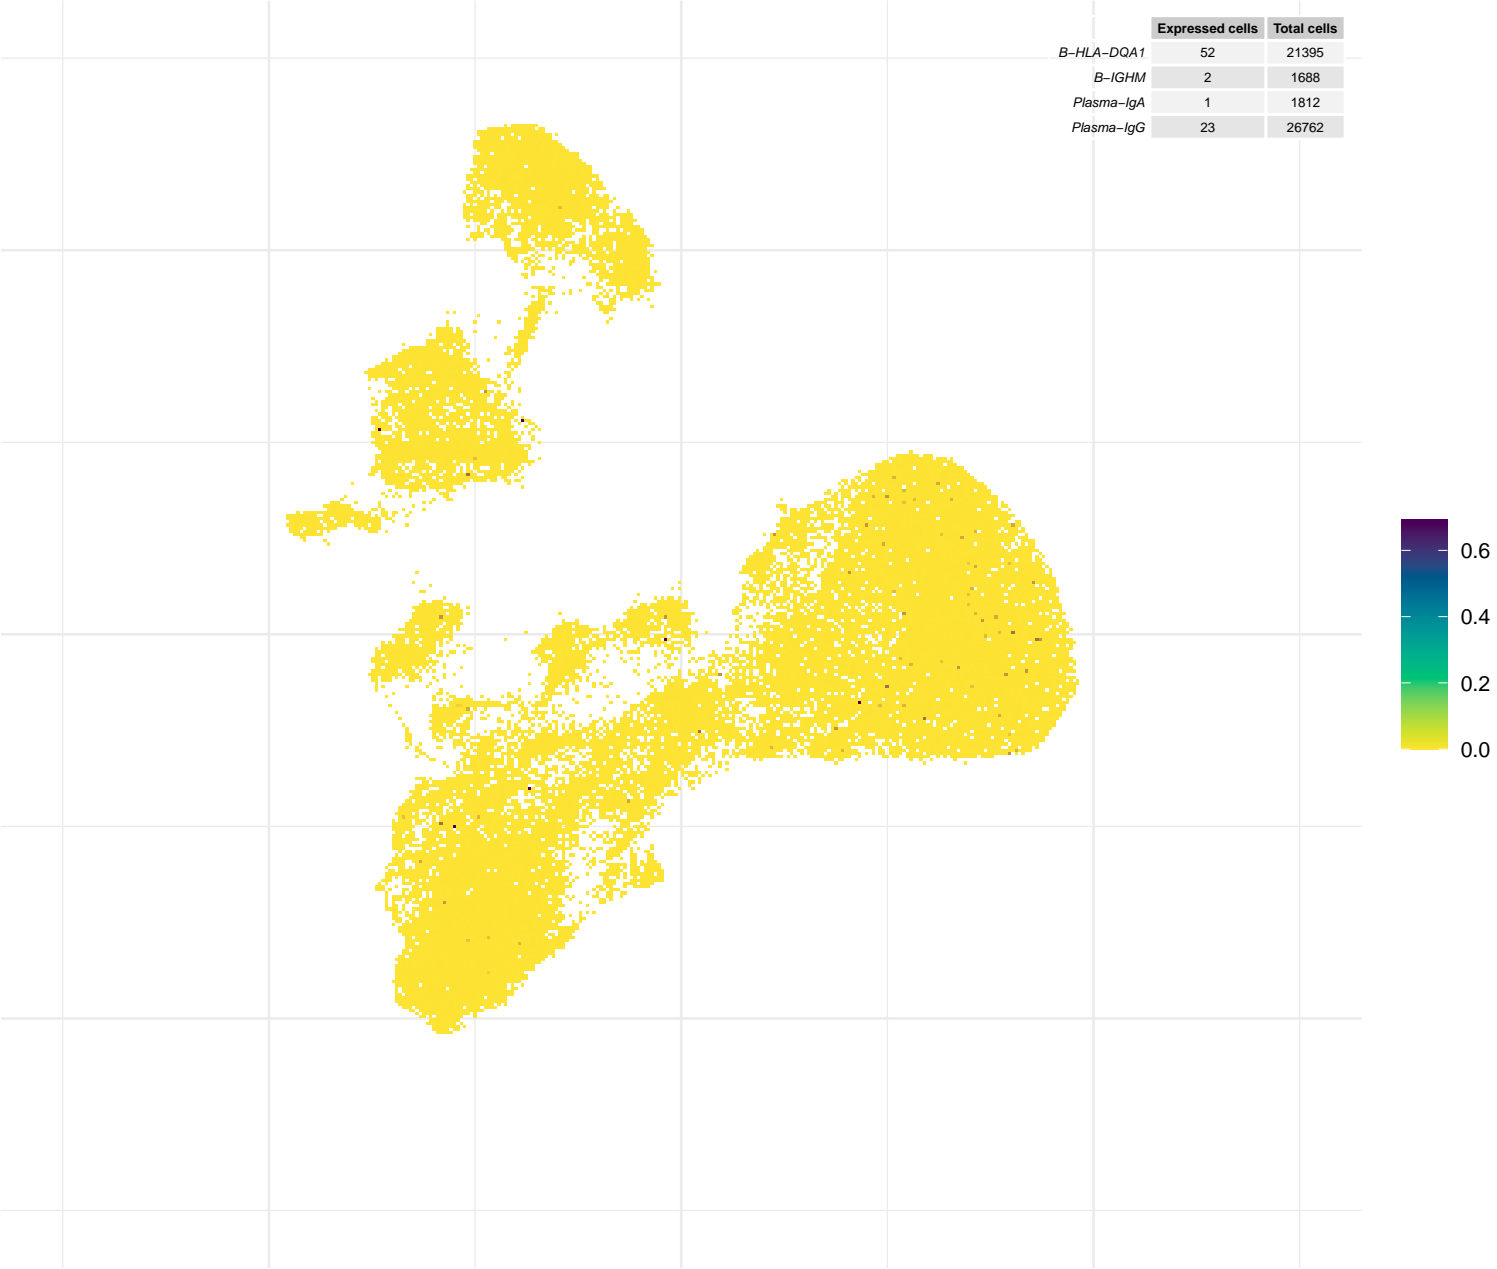 Expressed cells Total cells
B−HLA−DQA1 52 21395
B−IGHM 2 1688
Plasma−IgA 1 1812
Plasma−IgG 23 26762
0.6
0.4
0.2
0.0